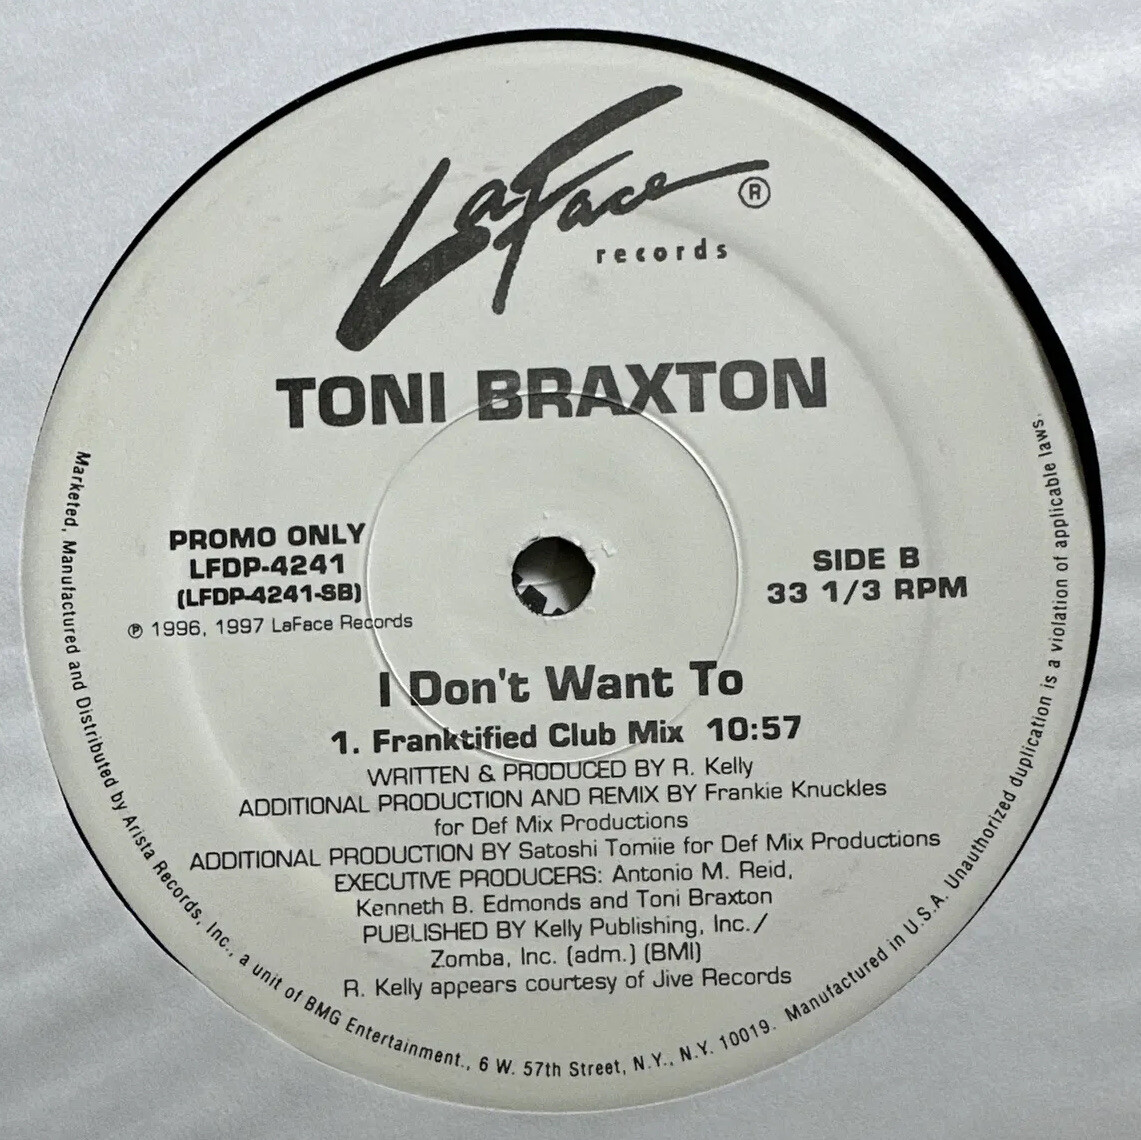 LaFace ®
records
TONI BRAXTON
PROMO ONLY
LFDP-4241
(LFDP-4241-SB)
℗ 1996, 1997 LaFace Records
SIDE B
33 1/3 RPM
I Don't Want To
1. Franktified Club Mix 10:57
WRITTEN & PRODUCED BY R. Kelly
ADDITIONAL PRODUCTION AND REMIX BY Frankie Knuckles
for Def Mix Productions
ADDITIONAL PRODUCTION BY Satoshi Tomiie for Def Mix Productions
EXECUTIVE PRODUCERS: Antonio M. Reid,
Kenneth B. Edmonds and Toni Braxton
PUBLISHED BY Kelly Publishing, Inc./
Zomba, Inc. (adm.) (BMI)
R. Kelly appears courtesy of Jive Records
Marketed, Manufactured and Distributed by Arista Records, Inc., a unit of BMG Entertainment., 6 W. 57th Street, N.Y., N.Y. 10019. Manufactured in U.S.A. Unauthorized duplication is a violation of applicable laws.